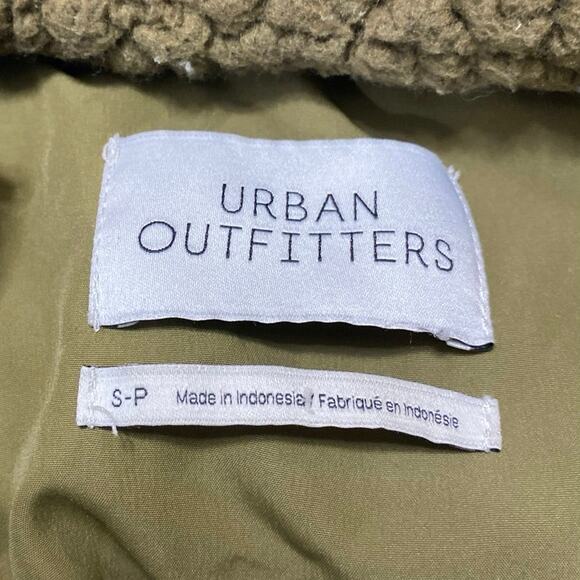 URBAN
OUTFITTERS
S-P Made in Indonesia / Fabriqué en Indonésie